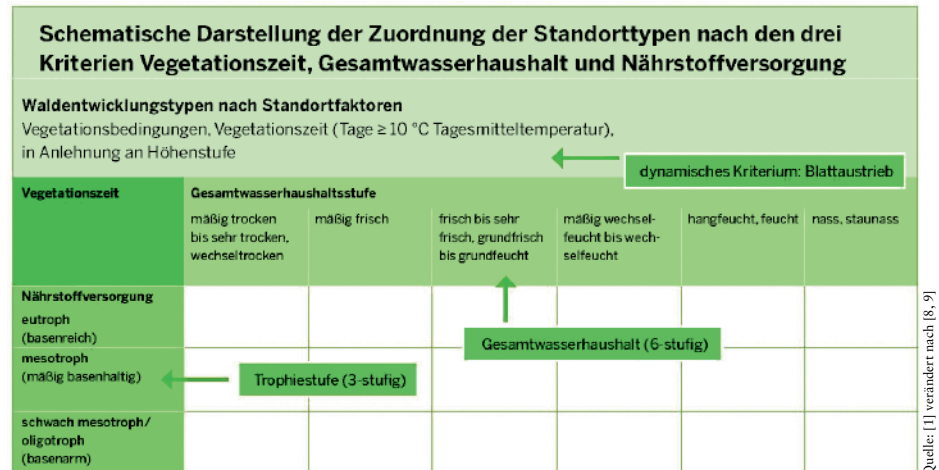 Schematische Darstellung der Zuordnung der Standorttypen nach den drei
Kriterien Vegetationszeit, Gesamtwasserhaushalt und Nährstoffversorgung
Waldentwicklungstypen nach Standortfaktoren
Vegetationsbedingungen, Vegetationszeit (Tage ≥ 10 °C Tagesmitteltemperatur),
in Anlehnung an Höhenstufe
dynamisches Kriterium: Blattaustrieb
Vegetationszeit
Gesamtwasserhaushaltsstufe
mäßig trocken
bis sehr trocken,
wechseltrocken
mäßig frisch
frisch bis sehr
frisch, grundfrisch
bis grundfeucht
mäßig wechsel-
feucht bis wech-
selfeucht
hangfeucht, feucht
nass, staunass
Nährstoffversorgung
eutroph
(basenreich)
Gesamtwasserhaushalt (6-stufig)
mesotroph
(mäßig basenhaltig)
Trophiestufe (3-stufig)
schwach mesotroph/
oligotroph
(basenarm)
Quelle: [1] verändert nach [8, 9]